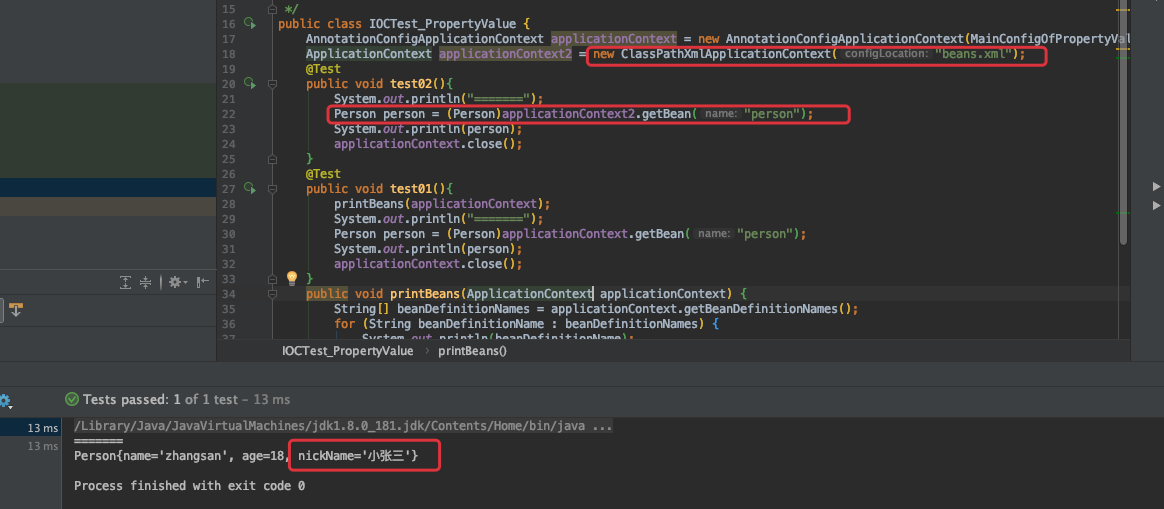 15 */
16 public class IOCTest_PropertyValue {
17 AnnotationConfigApplicationContext applicationContext = new AnnotationConfigApplicationContext(MainConfigOfPropertyVal
18 ApplicationContext applicationContext2 = new ClassPathXmlApplicationContext( configLocation: "beans.xml");
19 @Test
20 public void test02(){
21 System.out.println("=======");
22 Person person = (Person)applicationContext2.getBean( name: "person");
23 System.out.println(person);
24 applicationContext.close();
25 }
26 @Test
27 public void test01(){
28 printBeans(applicationContext);
29 System.out.println("=======");
30 Person person = (Person)applicationContext.getBean( name: "person");
31 System.out.println(person);
32 applicationContext.close();
33 }
34 public void printBeans(ApplicationContext applicationContext) {
35 String[] beanDefinitionNames = applicationContext.getBeanDefinitionNames();
36 for (String beanDefinitionName : beanDefinitionNames) {
37 System.out.println(beanDefinitionName);
IOCTest_PropertyValue › printBeans()
Tests passed: 1 of 1 test – 13 ms
13 ms /Library/Java/JavaVirtualMachines/jdk1.8.0_181.jdk/Contents/Home/bin/java ...
13 ms =======
Person{name='zhangsan', age=18, nickName='小张三'}
Process finished with exit code 0